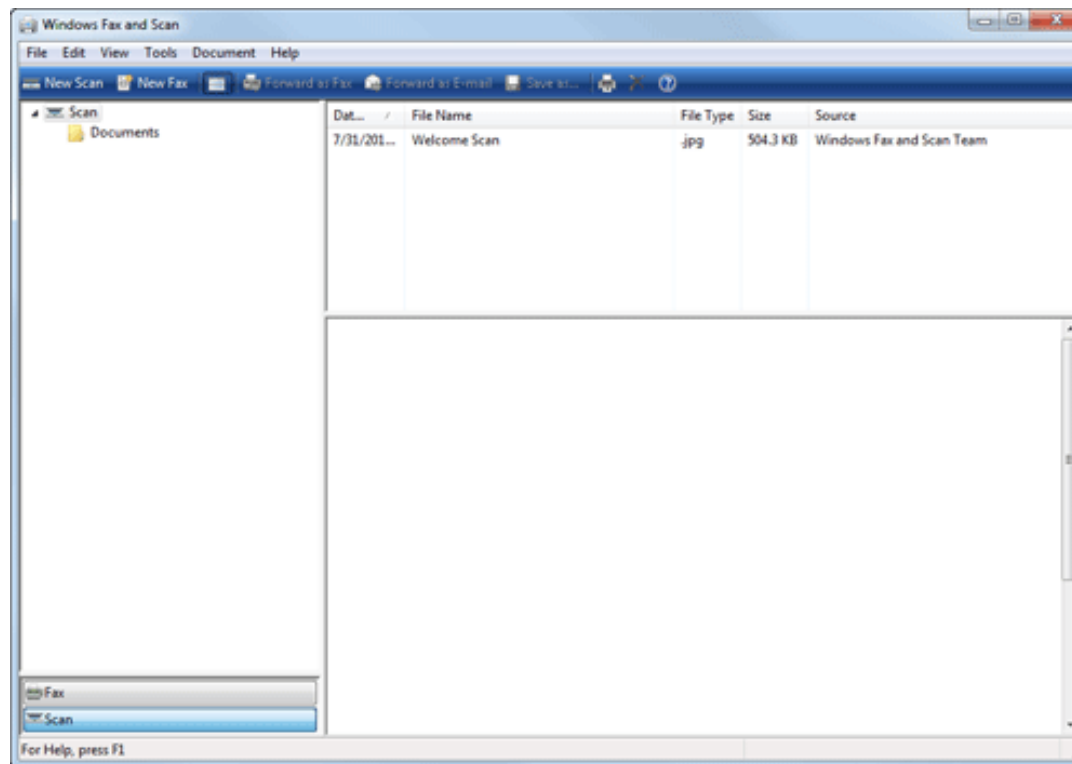 Windows Fax and Scan
File Edit View Tools Document Help
New Scan New Fax Forward as Fax Forward as E-mail Save as...
Scan
Documents
Dat... File Name File Type Size Source
7/31/201... Welcome Scan .jpg 504.3 KB Windows Fax and Scan Team
Fax
Scan
For Help, press F1